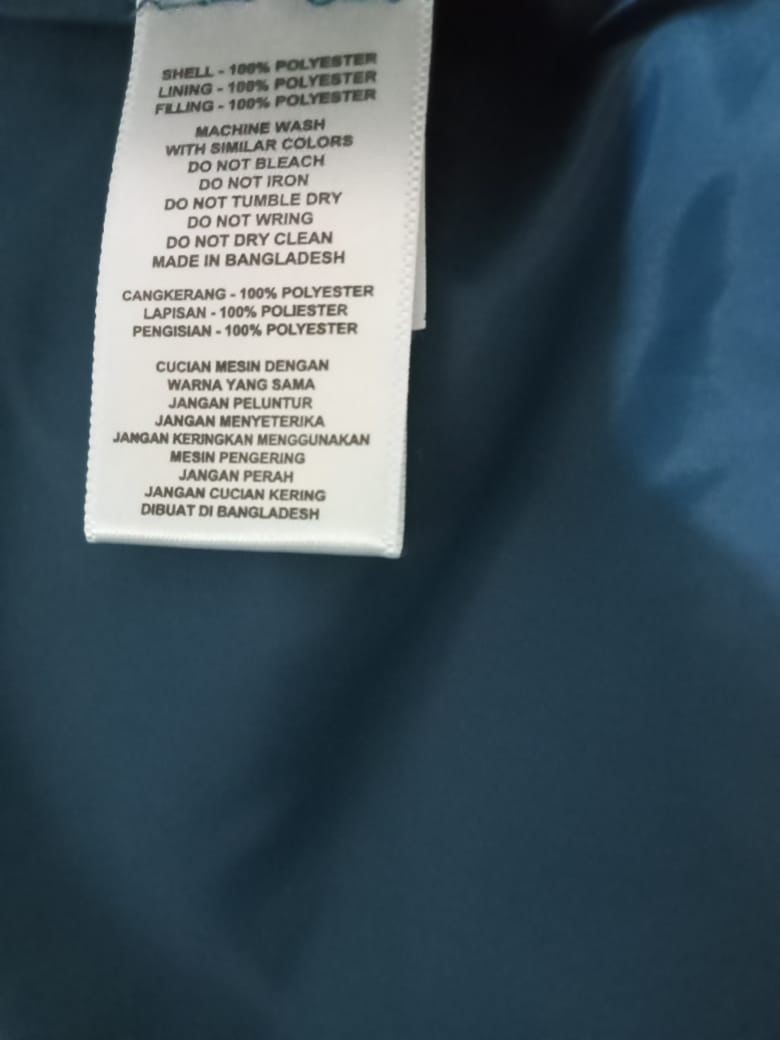 SHELL - 100% POLYESTER
LINING - 100% POLYESTER
FILLING - 100% POLYESTER
MACHINE WASH
WITH SIMILAR COLORS
DO NOT BLEACH
DO NOT IRON
DO NOT TUMBLE DRY
DO NOT WRING
DO NOT DRY CLEAN
MADE IN BANGLADESH
CANGKERANG - 100% POLYESTER
LAPISAN - 100% POLIESTER
PENGISIAN - 100% POLYESTER
CUCIAN MESIN DENGAN
WARNA YANG SAMA
JANGAN PELUNTUR
JANGAN MENYETERIKA
JANGAN KERINGKAN MENGGUNAKAN
MESIN PENGERING
JANGAN PERAH
JANGAN CUCIAN KERING
DIBUAT DI BANGLADESH